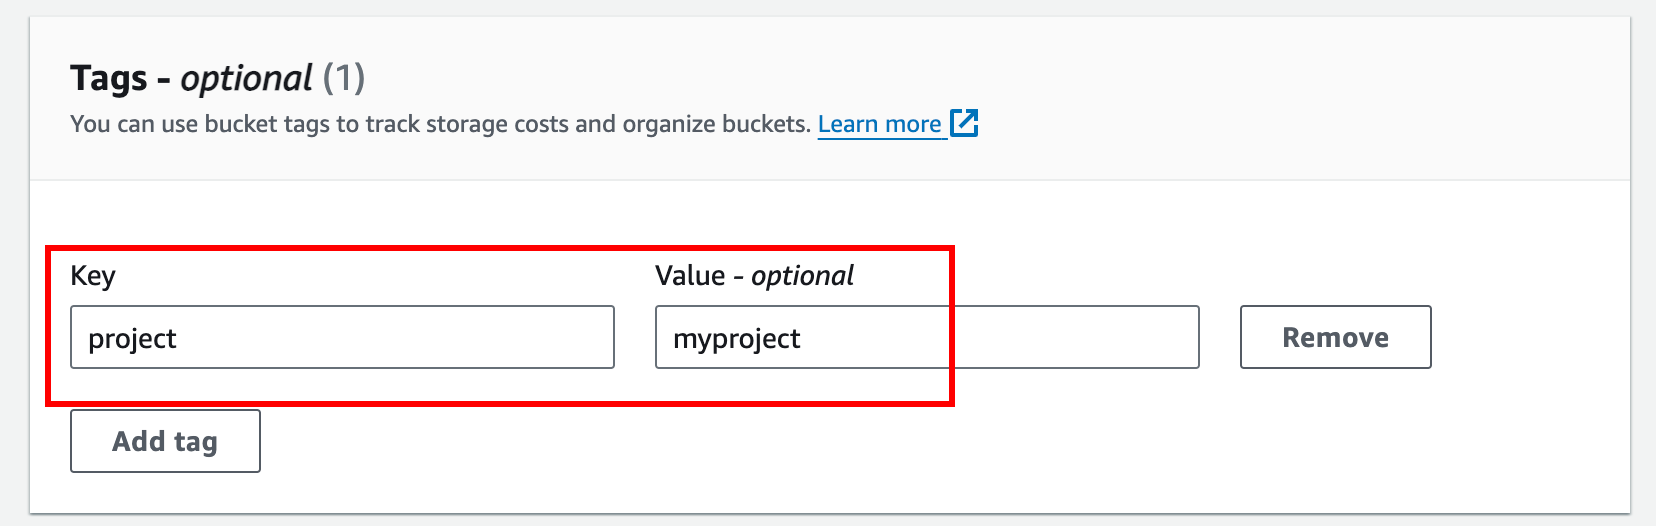 Tags - optional (1)
You can use bucket tags to track storage costs and organize buckets. Learn more
Key
Value - optional
project
myproject
Remove
Add tag